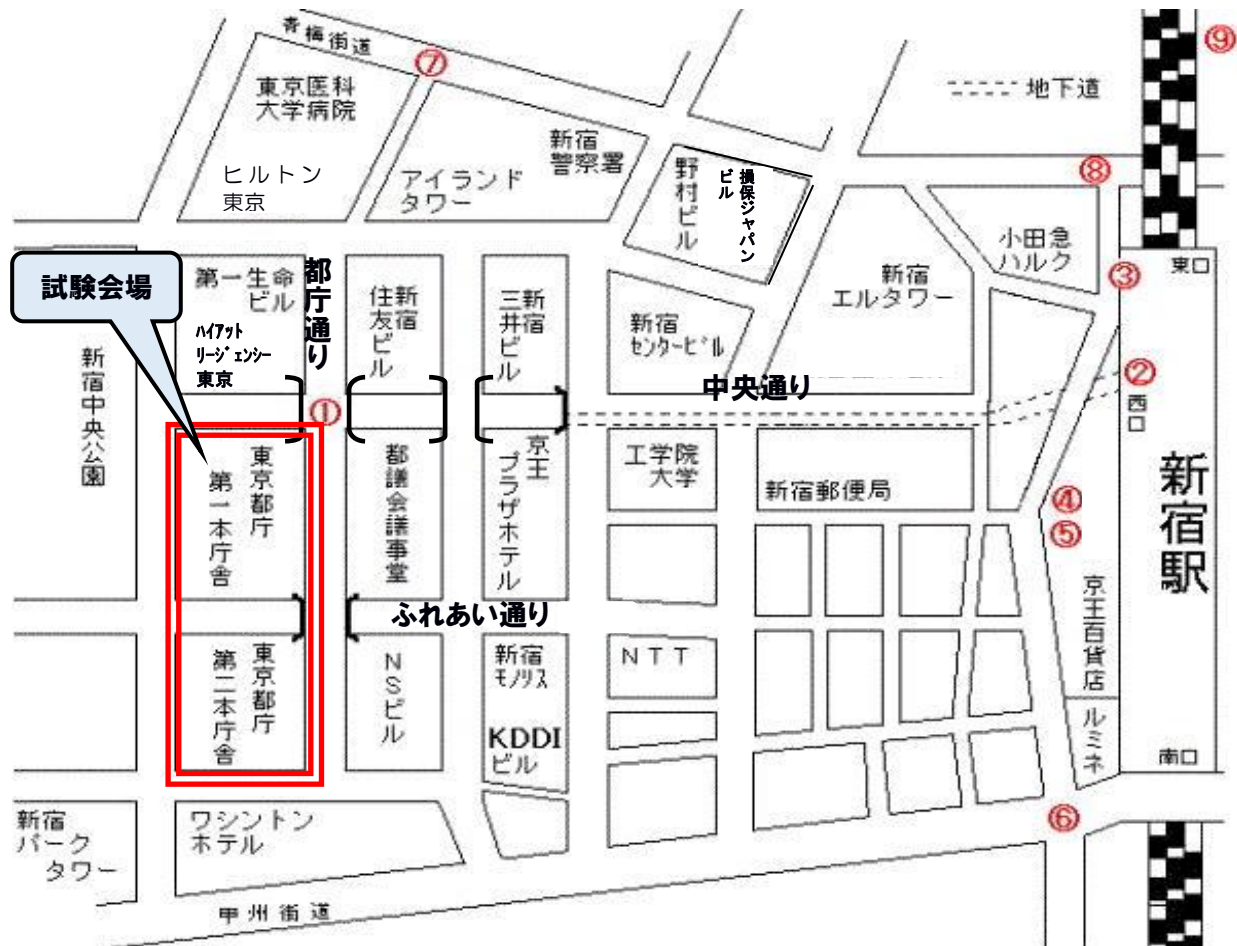 青梅街道
⑦
⑨
東京医科
大学病院
地下道
新宿
警察署
ヒルトン
東京
アイランド
タワー
野村ビル
損保ジャパン
ビル
⑧
小田急
ハルク
③
東口
試験会場
第一生命
ビル
都庁通り
ハイアット
リージェンシー
東京
新宿
住友ビル
新宿
三井ビル
新宿
センタービル
新宿
エルタワー
新宿中央公園
①
中央通り
②
西口
東京都庁
第一本庁舎
都議会議事堂
京王
プラザホテル
工学院
大学
新宿郵便局
④
⑤
新宿駅
ふれあい通り
京王百貨店
東京都庁
第二本庁舎
NSビル
新宿
モノリス
KDDI
ビル
NTT
ルミネ
南口
⑥
新宿
パーク
タワー
ワシントン
ホテル
甲州街道